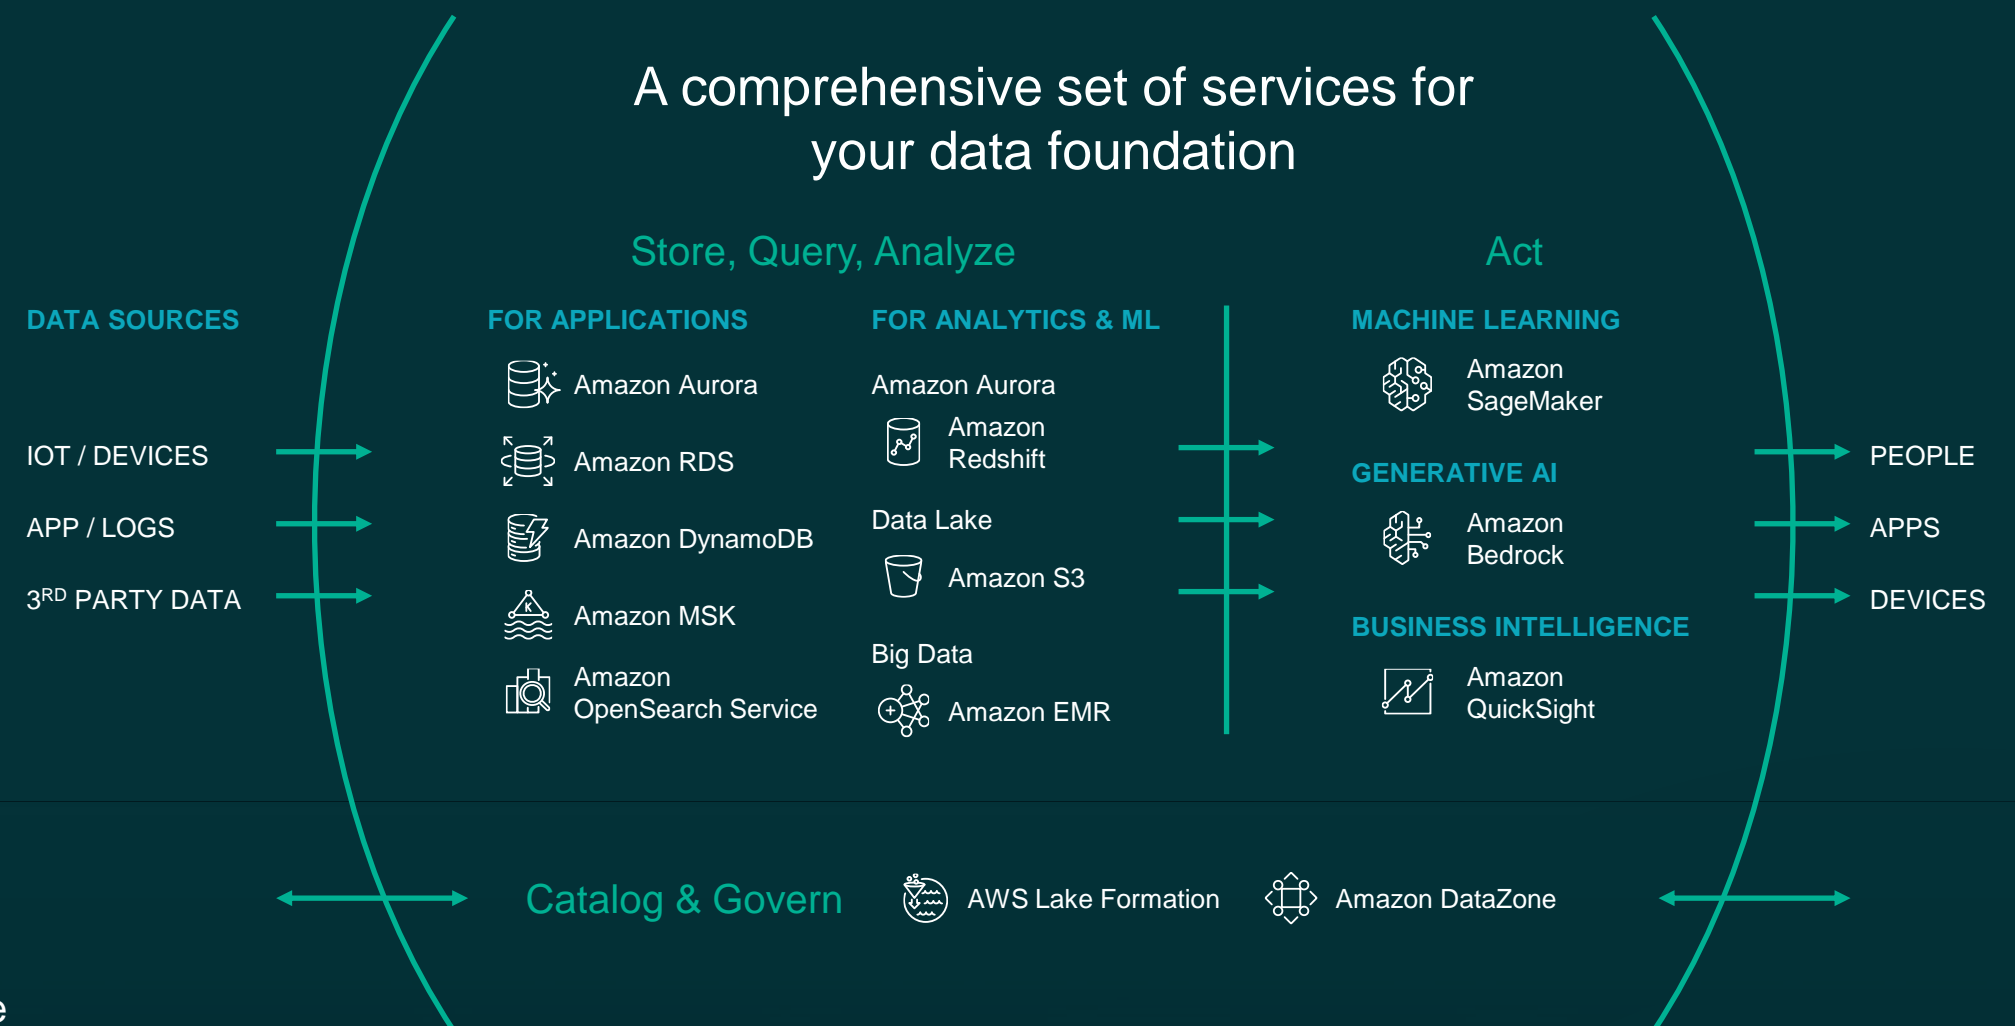 A comprehensive set of services for
your data foundation
Store, Query, Analyze
Act
DATA SOURCES
IOT / DEVICES
APP / LOGS
3RD PARTY DATA
FOR APPLICATIONS
Amazon Aurora
Amazon RDS
Amazon DynamoDB
K
Amazon MSK
Amazon
OpenSearch Service
FOR ANALYTICS & ML
Amazon Aurora
Amazon
Redshift
Data Lake
Amazon S3
Big Data
Amazon EMR
MACHINE LEARNING
Amazon
SageMaker
GENERATIVE AI
Amazon
Bedrock
BUSINESS INTELLIGENCE
Amazon
QuickSight
PEOPLE
APPS
DEVICES
Catalog & Govern
AWS Lake Formation
Amazon DataZone